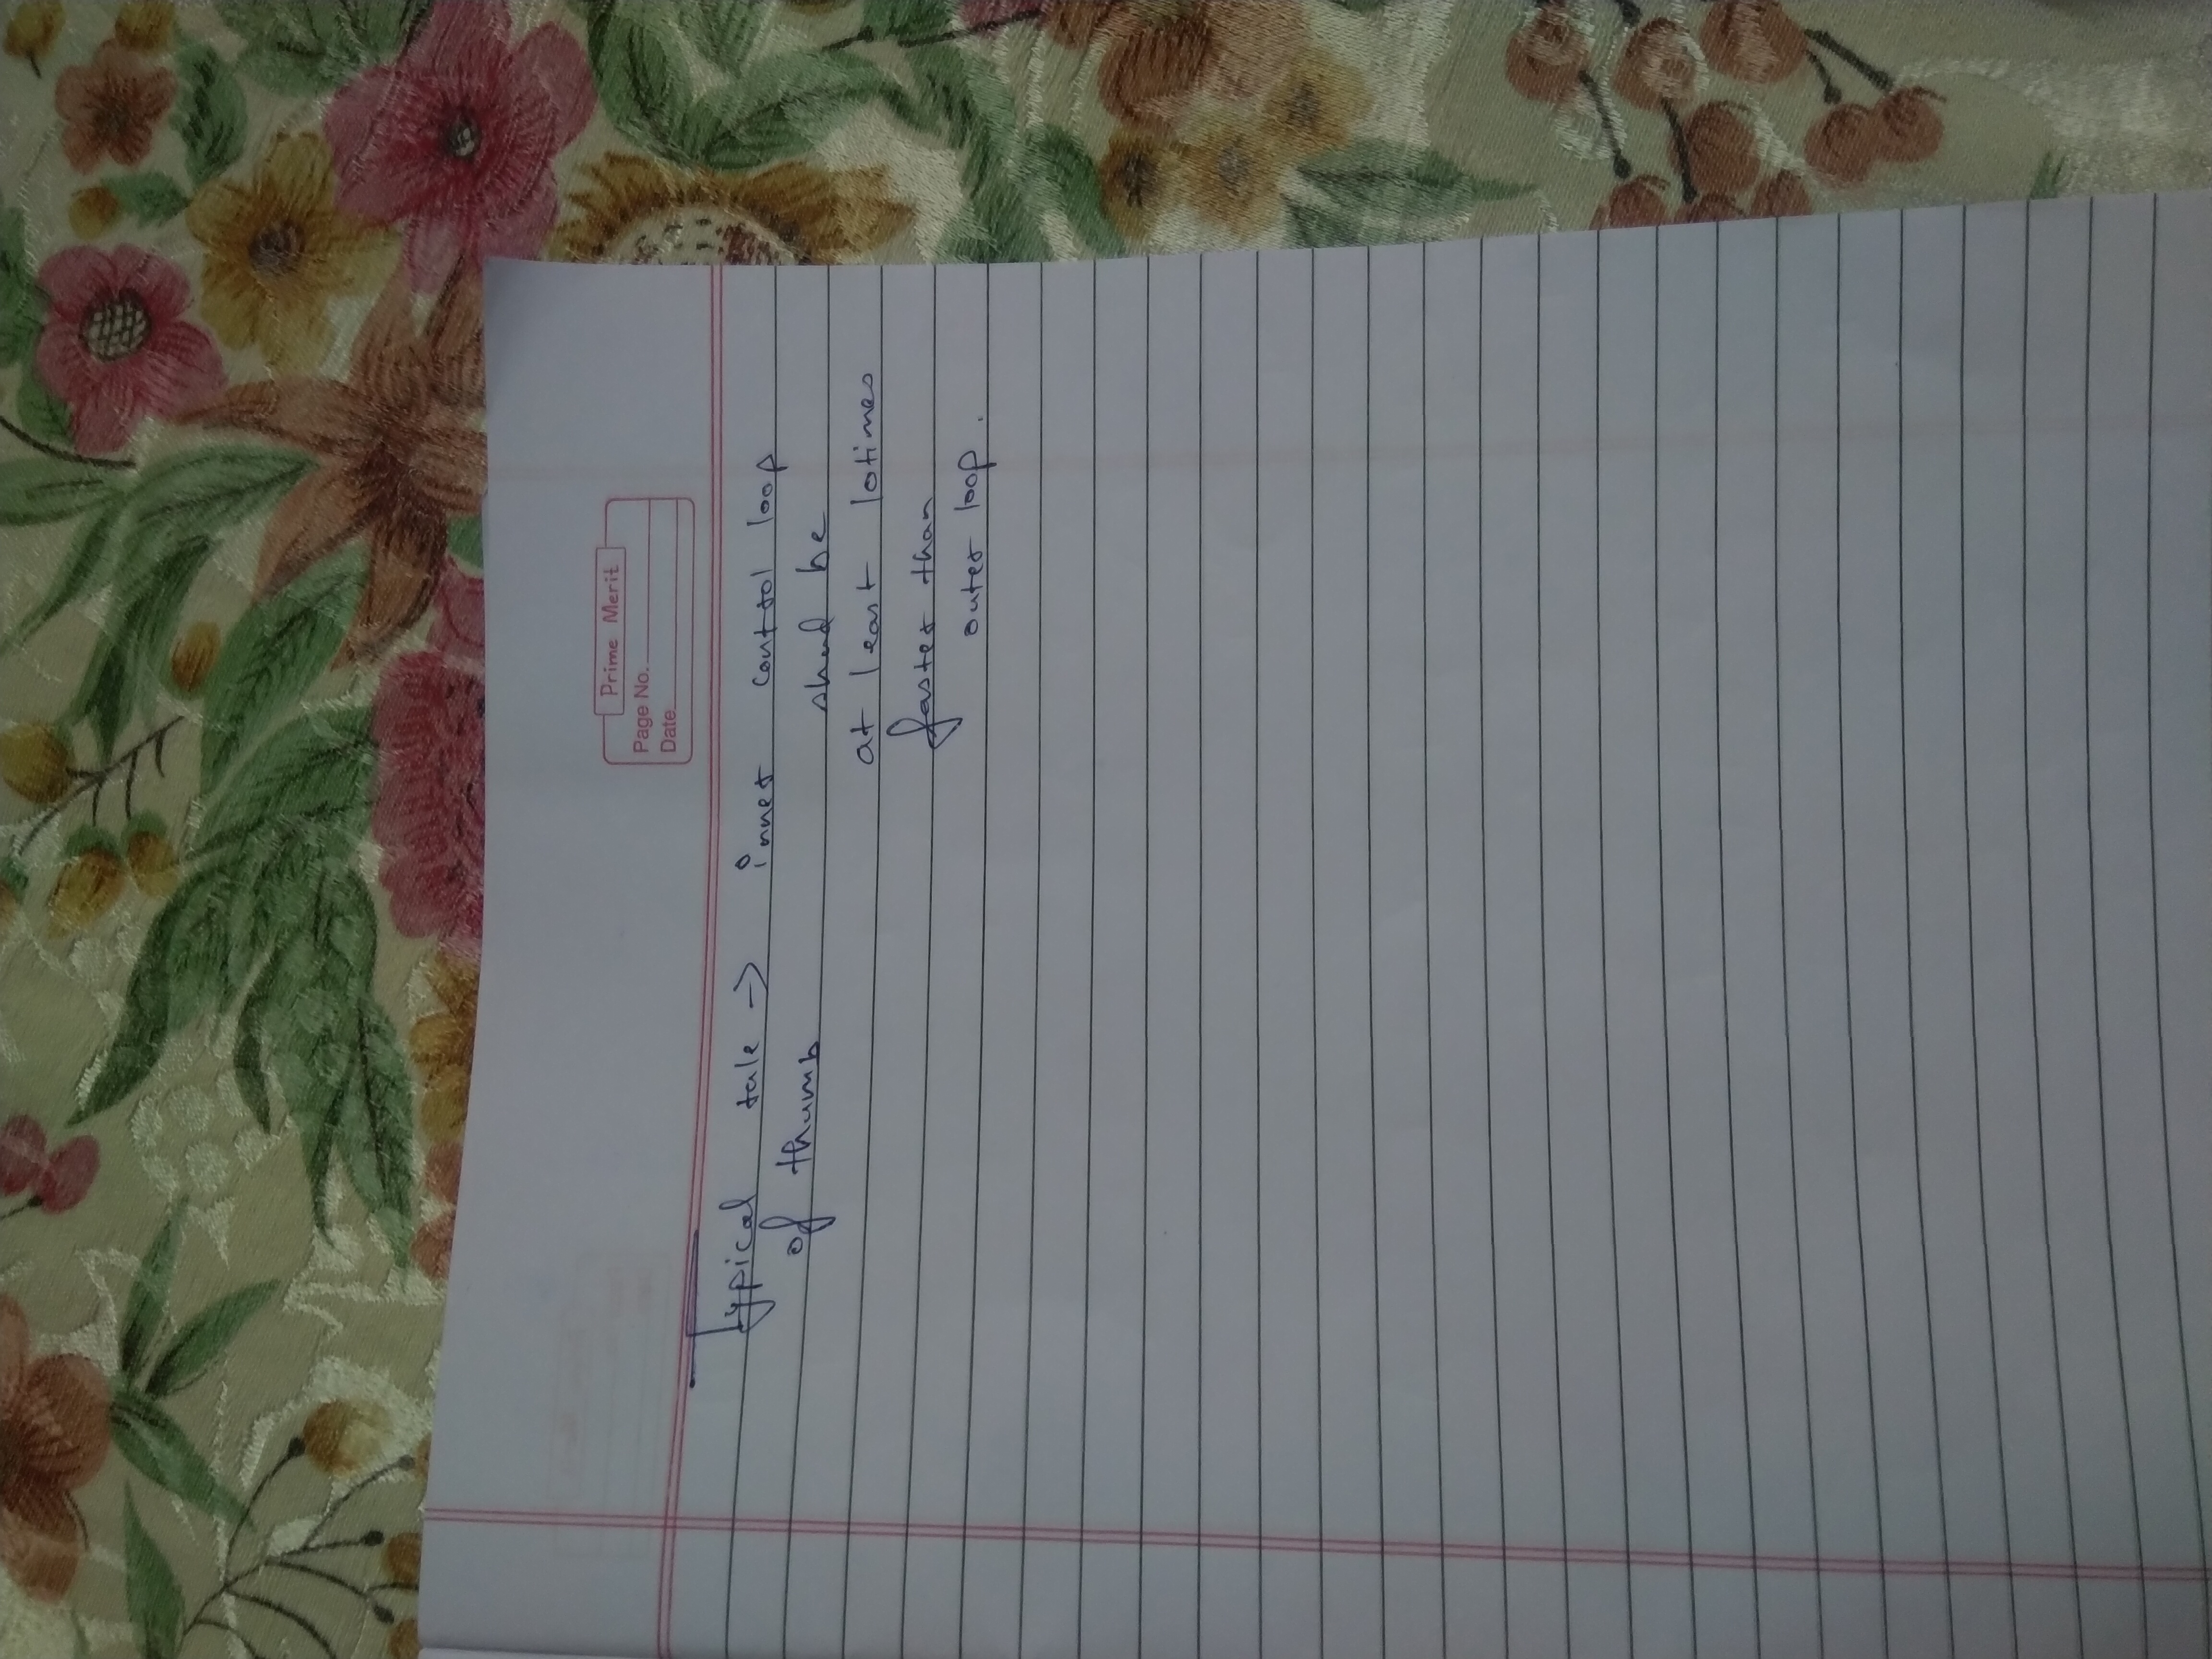 Prime Merit
Page No.
Date
Typical rule → inner control loop
of thumb shoud be
at least 10times
faster than
outer loop.